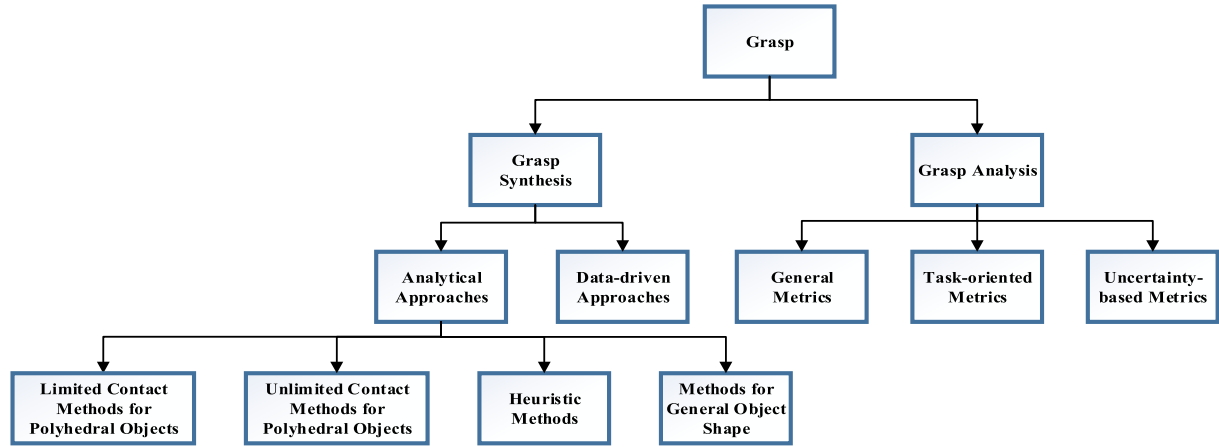 Grasp
Grasp
Synthesis
Grasp Analysis
Analytical
Approaches
Data-driven
Approaches
General
Metrics
Task-oriented
Metrics
Uncertainty-
based Metrics
Limited Contact
Methods for
Polyhedral Objects
Unlimited Contact
Methods for
Polyhedral Objects
Heuristic
Methods
Methods for
General Object
Shape